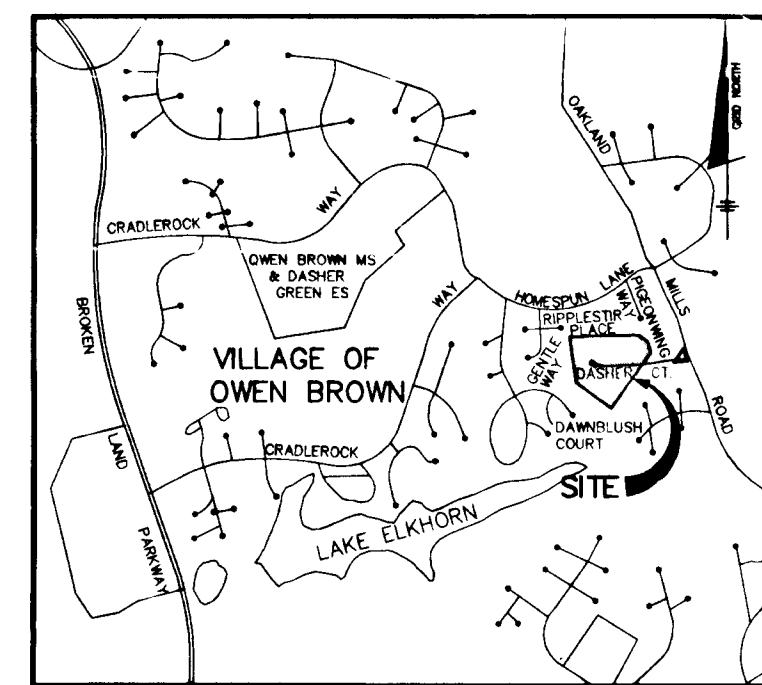 GRID NORTH
OAKLAND
CRADLEROCK
WAY
OWEN BROWN MS
& DASHER
GREEN ES
WAY
HOMESPUN LANE
MILLS
RIPPLESTIR
PLACE
PIGEONWING
WAY
BROKEN
GENTLE
WAY
DASHER CT.
VILLAGE OF
OWEN BROWN
DAWNBLUSH
COURT
ROAD
LAND
CRADLEROCK
SITE
LAKE ELKHORN
PARKWAY